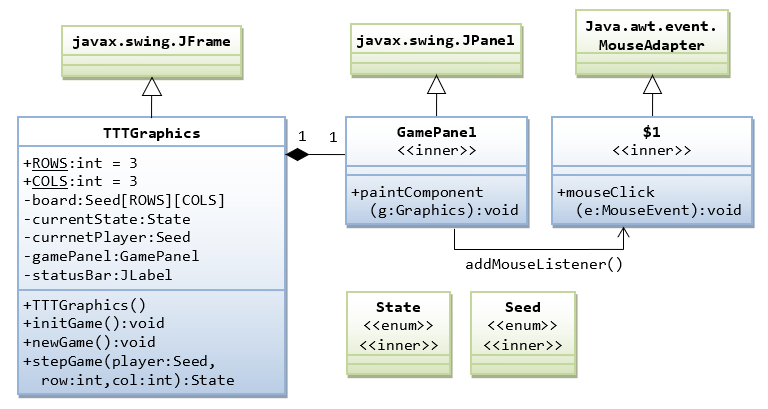 javax.swing.JFrame
javax.swing.JPanel
Java.awt.event.
MouseAdapter
TTTGraphics
+ROWS:int = 3
+COLS:int = 3
-board:Seed[ROWS][COLS]
-currentState:State
-currnetPlayer:Seed
-gamePanel:GamePanel
-statusBar:JLabel
+TTTGraphics()
+initGame():void
+newGame():void
+stepGame(player:Seed,
row:int,col:int):State
1
1
GamePanel
<<inner>>
+paintComponent
(g:Graphics):void
$1
<<inner>>
+mouseClick
(e:MouseEvent):void
addMouseListener()
State
<<enum>>
<<inner>>
Seed
<<enum>>
<<inner>>